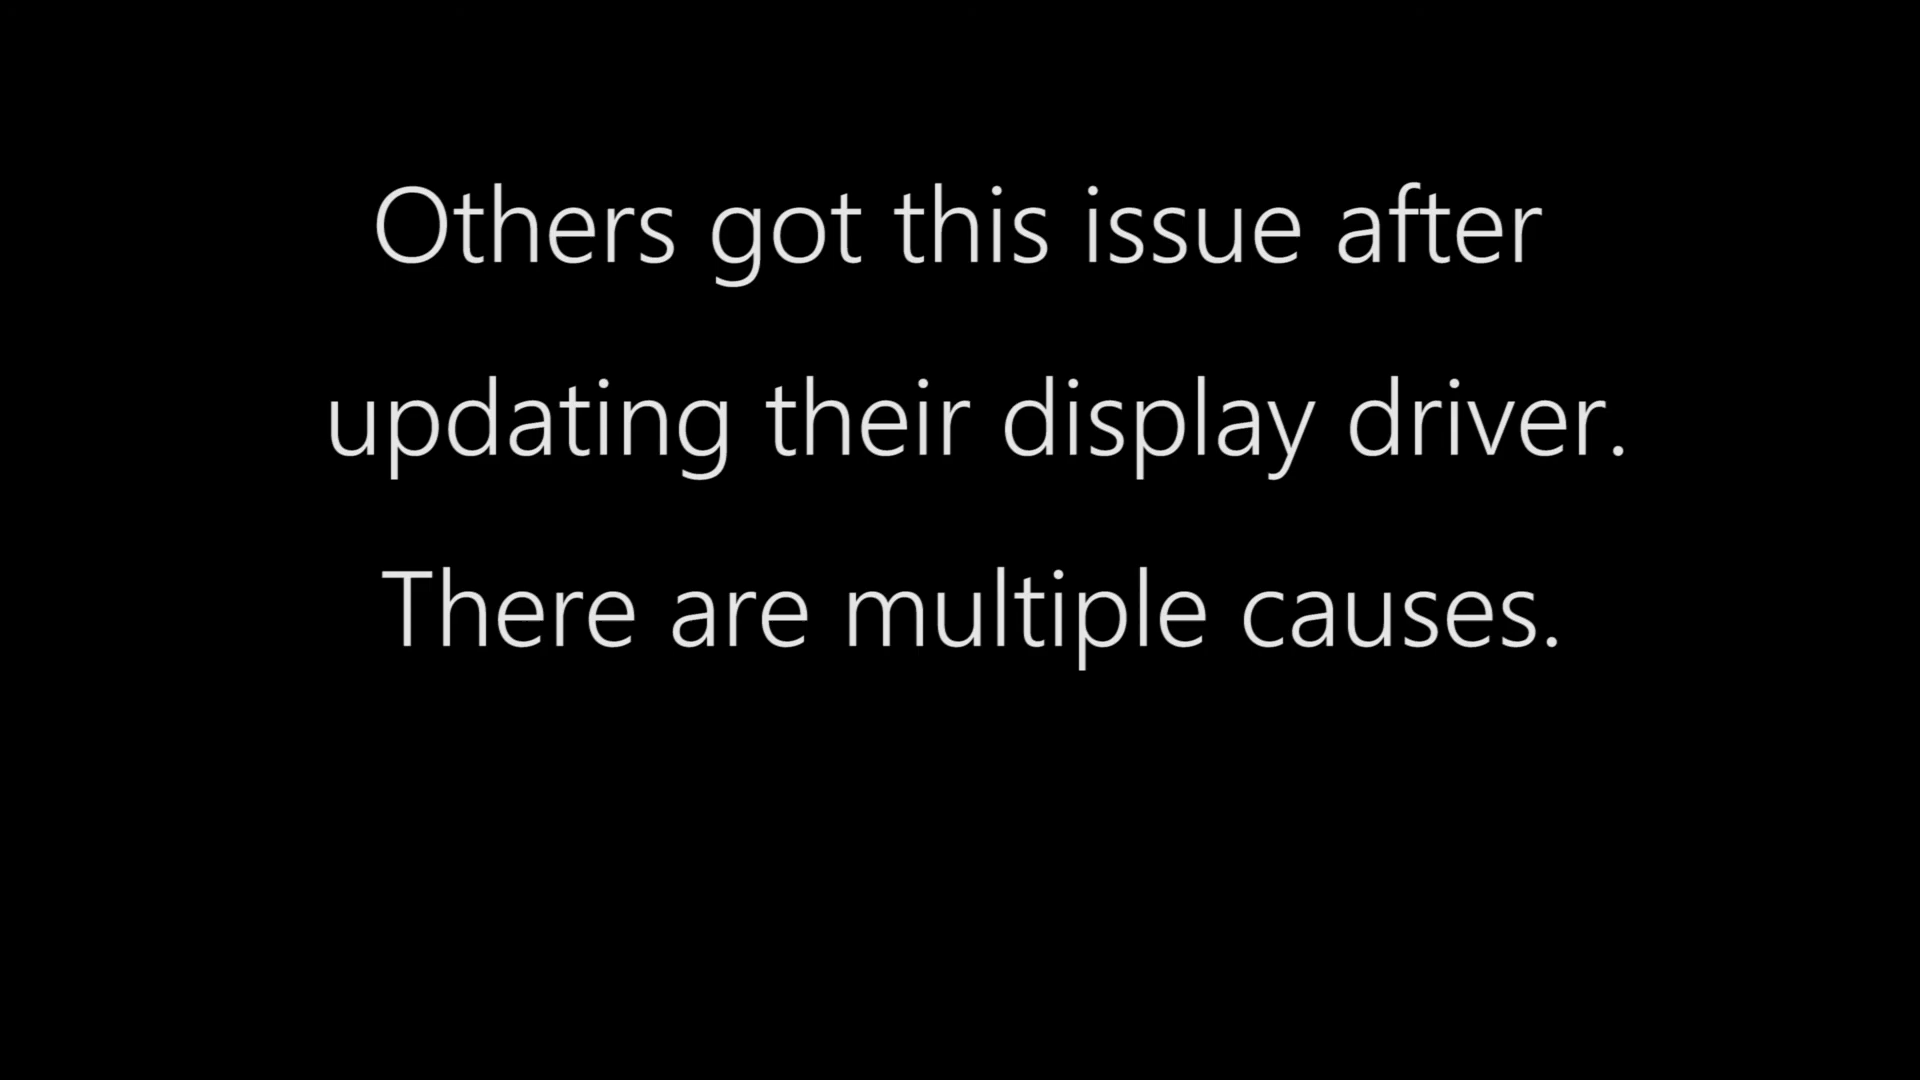 Others got this issue after
updating their display driver.
There are multiple causes.